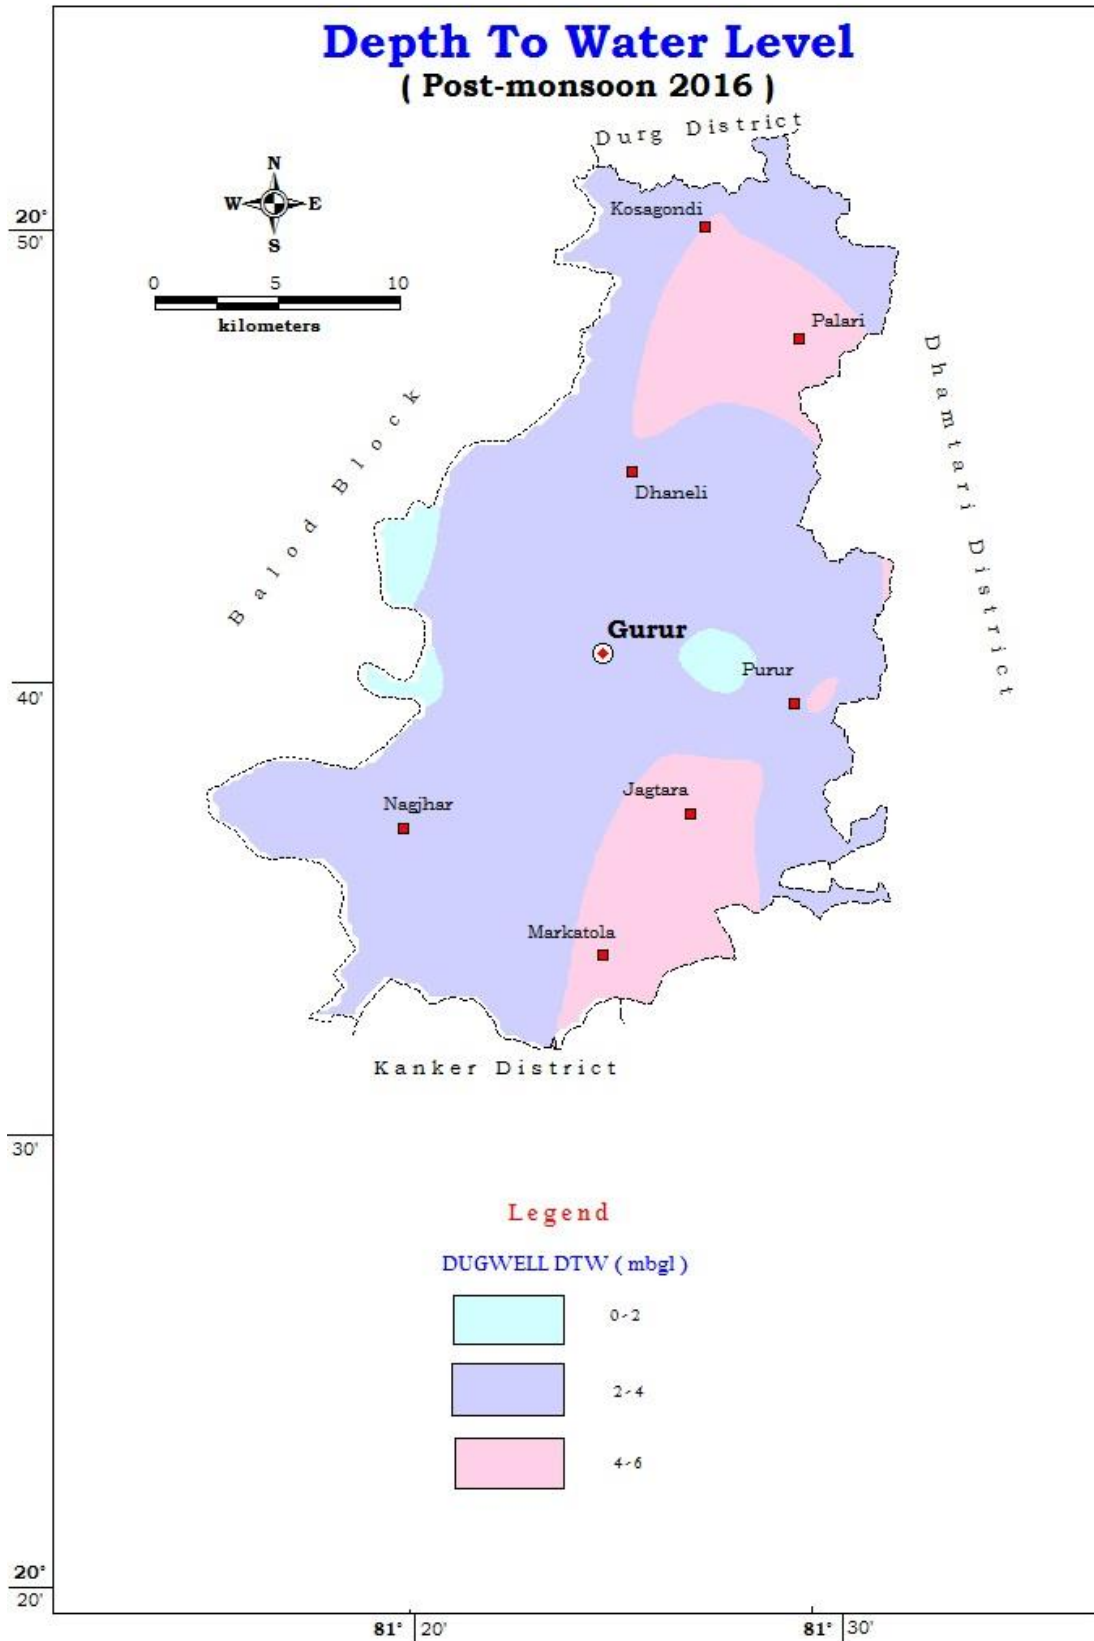 Depth To Water Level
( Post-monsoon 2016 )
Durg District
N
W E
S
20°
50'
Kosagondi
0 5 10
kilometers
Palari
Dhamtari District
Balod Block
Dhaneli
Gurur
Purur
40'
Jagtara
Nagjhar
Markatola
Kanker District
30'
Legend
DUGWELL DTW ( mbgl )
0-2
2-4
4-6
20°
20'
81° 20'
81° 30'